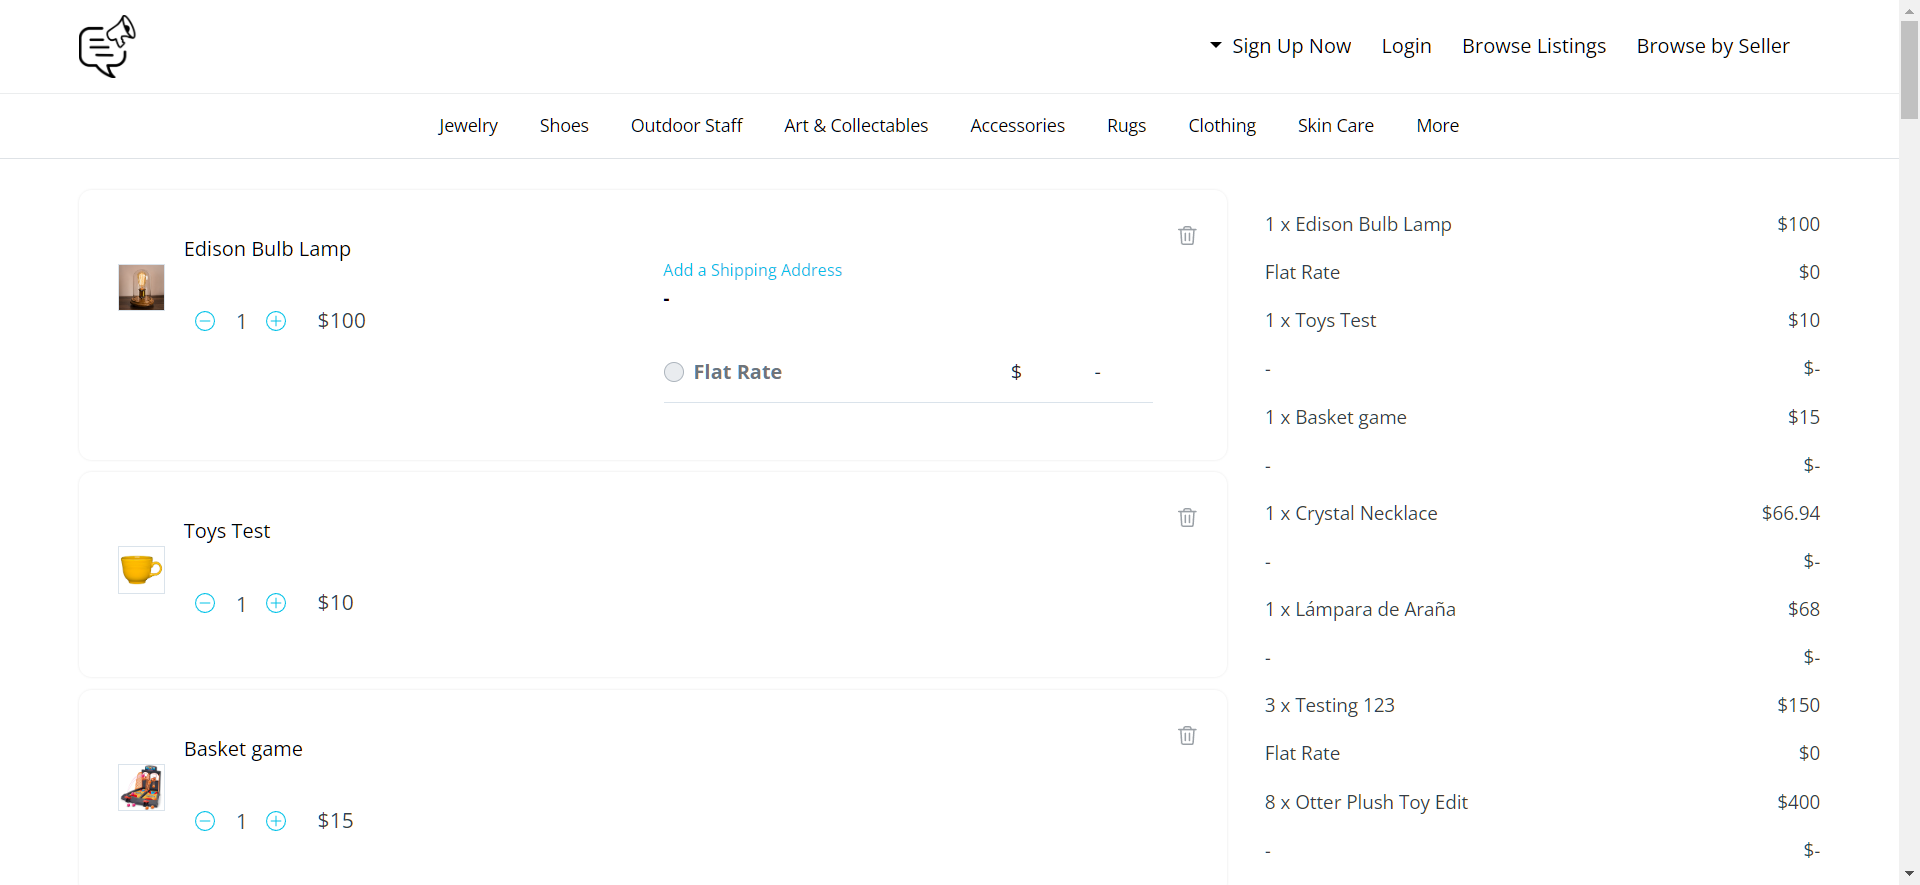 Sign Up Now Login Browse Listings Browse by Seller
Jewelry Shoes Outdoor Staff Art & Collectables Accessories Rugs Clothing Skin Care More
Edison Bulb Lamp
1 $100
Add a Shipping Address
-
Flat Rate $ -
Toys Test
1 $10
Basket game
1 $15
1 x Edison Bulb Lamp $100
Flat Rate $0
1 x Toys Test $10
- $-
1 x Basket game $15
- $-
1 x Crystal Necklace $66.94
- $-
1 x Lámpara de Araña $68
- $-
3 x Testing 123 $150
Flat Rate $0
8 x Otter Plush Toy Edit $400
- $-